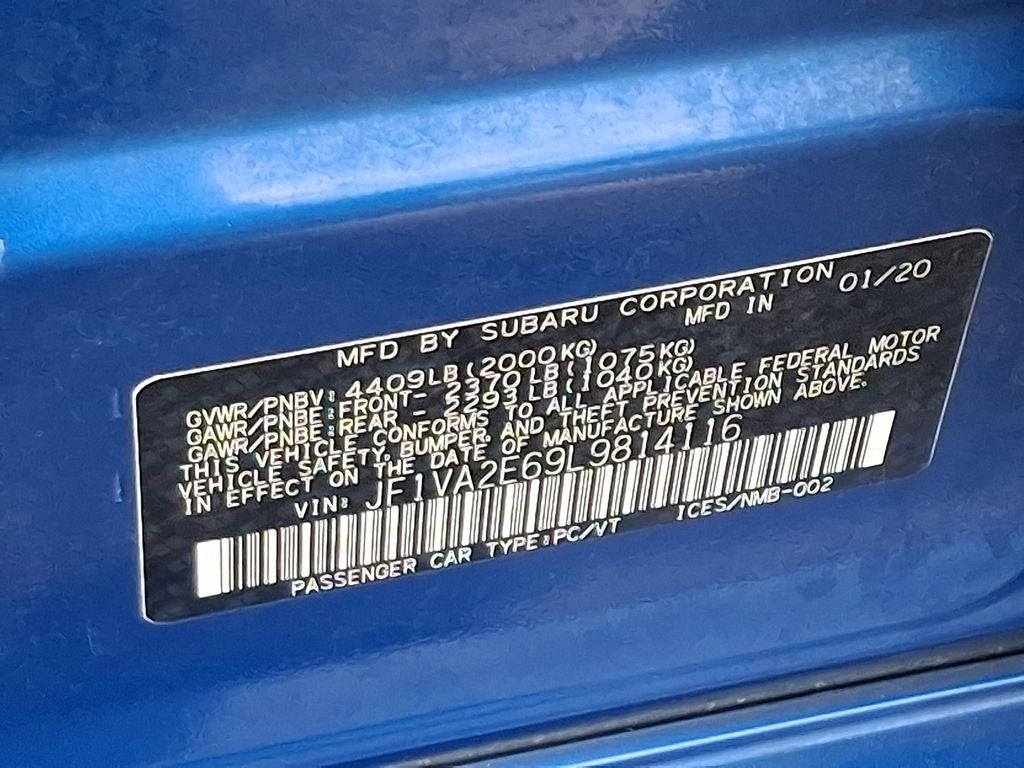 MFD BY SUBARU CORPORATION 01/20
MFD IN
GVWR/PNBV: 4409LB(2000KG)
GAWR/PNBE:FRONT- 2370LB(1075KG)
GAWR/PNBE:REAR - 2293LB(1040KG)
THIS VEHICLE CONFORMS TO ALL APPLICABLE FEDERAL MOTOR
VEHICLE SAFETY,BUMPER, AND THEFT PREVENTION STANDARDS
IN EFFECT ON THE DATE OF MANUFACTURE SHOWN ABOVE.
VIN: JF1VA2E69L9814116
PASSENGER CAR TYPE:PC/VT ICES/NMB-002